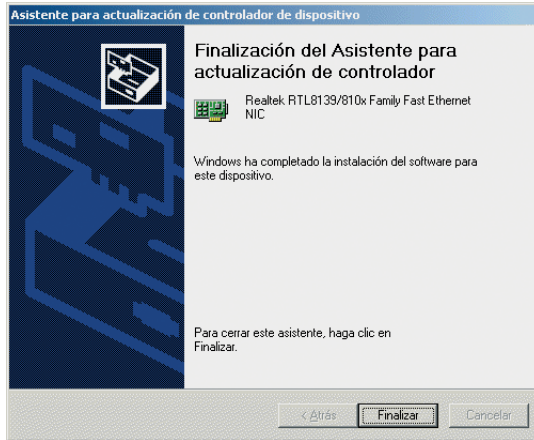 Asistente para actualización de controlador de dispositivo
Finalización del Asistente para
actualización de controlador
Realtek RTL8139/810x Family Fast Ethernet
NIC
Windows ha completado la instalación del software para
este dispositivo.
Para cerrar este asistente, haga clic en
Finalizar.
< Atrás Finalizar Cancelar